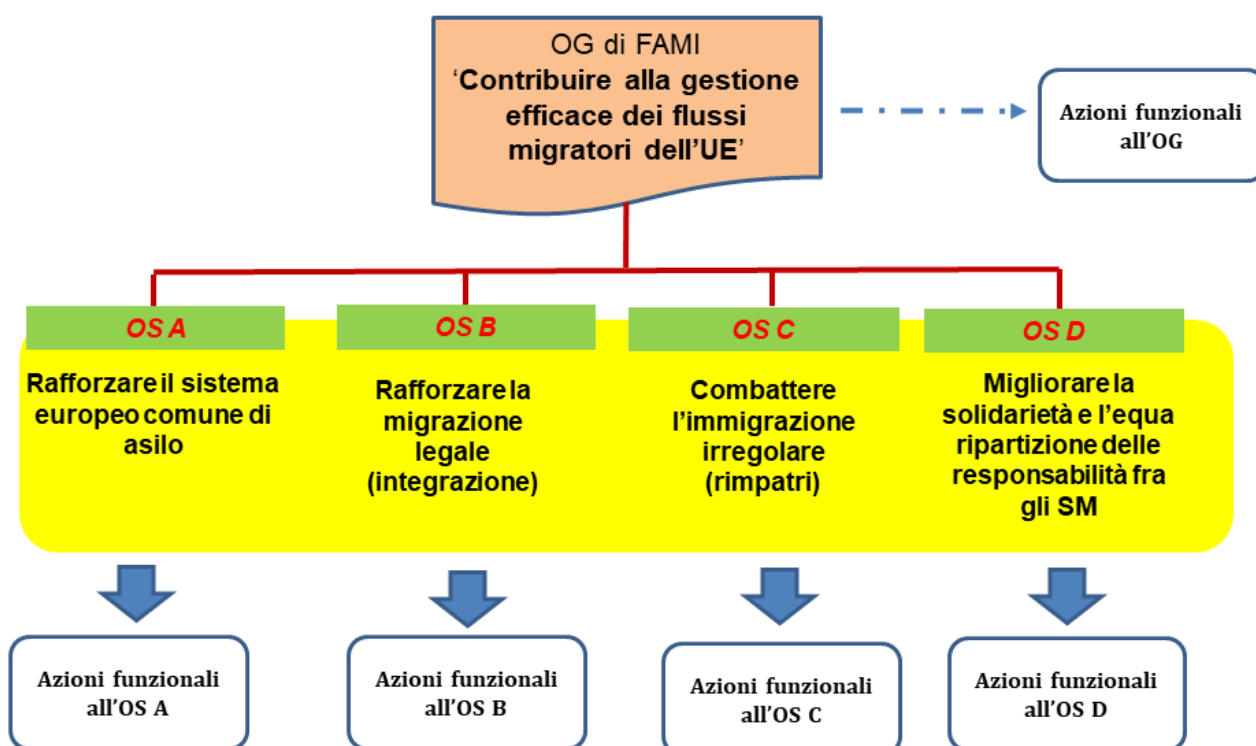 OG di FAMI
‘Contribuire alla gestione
efficace dei flussi
migratori dell’UE’
Azioni funzionali
all’OG
OS A
Rafforzare il sistema
europeo comune di
asilo
OS B
Rafforzare la
migrazione
legale
(integrazione)
OS C
Combattere
l’immigrazione
irregolare
(rimpatri)
OS D
Migliorare la
solidarietà e l’equa
ripartizione delle
responsabilità fra
gli SM
Azioni funzionali
all’OS A
Azioni funzionali
all’OS B
Azioni funzionali
all’OS C
Azioni funzionali
all’OS D